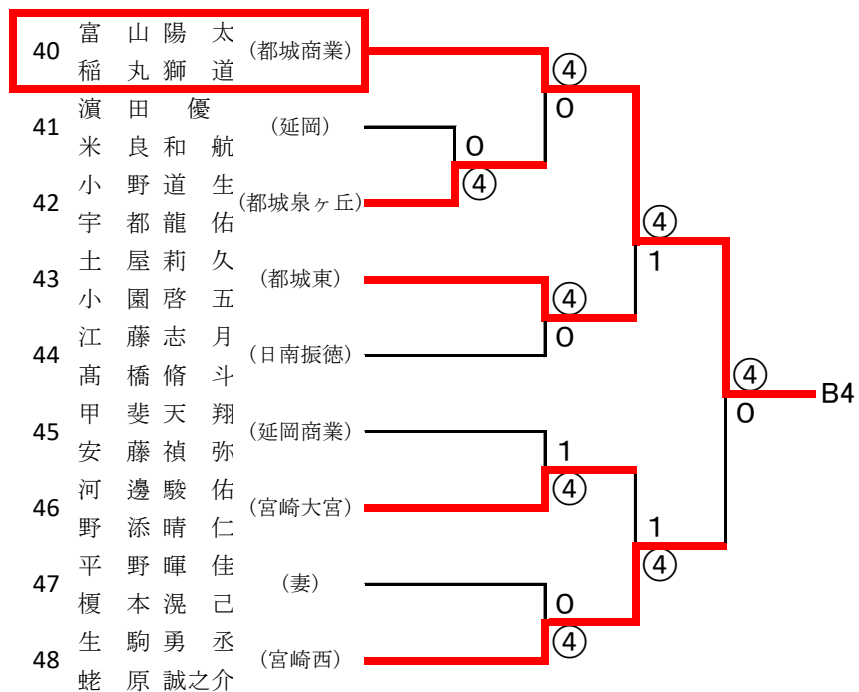 40 富山陽太 稲丸獅道 (都城商業)
41 濵田優 米良和航 (延岡)
42 小野道生 宇都龍佑 (都城泉ヶ丘)
43 土屋莉久 小園啓五 (都城東)
44 江藤志月 髙橋脩斗 (日南振徳)
45 甲斐天翔 安藤禎弥 (延岡商業)
46 河邊駿佑 野添晴仁 (宮崎大宮)
47 平野暉佳 榎本滉己 (妻)
48 生駒勇丞 蛯原誠之介 (宮崎西)
④
0
0
④
④
0
1
④
0
④
④
1
1
④
④
0
B4